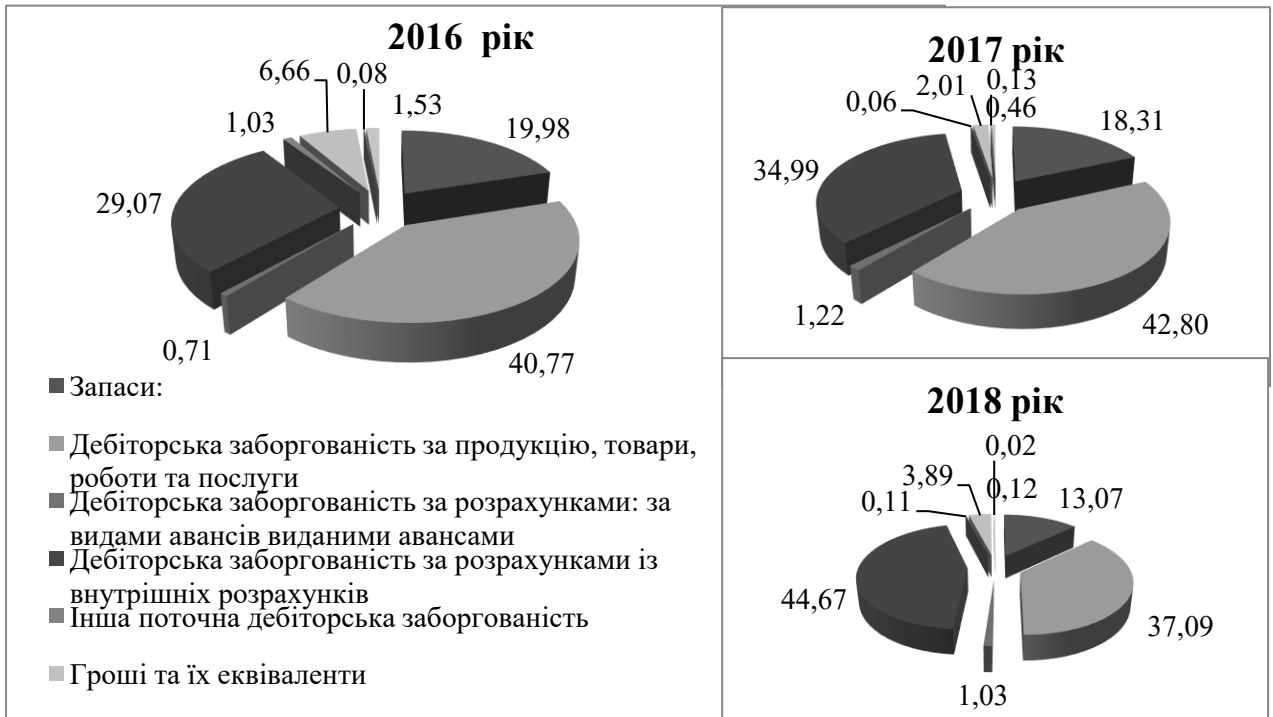 2016 рік
6,66
0,08
1,03
1,53
19,98
29,07
0,71
40,77
Запаси:
Дебіторська заборгованість за продукцію, товари,
роботи та послуги
Дебіторська заборгованість за розрахунками: за
видами авансів виданими авансами
Дебіторська заборгованість за розрахунками із
внутрішніх розрахунків
Інша поточна дебіторська заборгованість
Гроші та їх еквіваленти
2017 рік
0,06
2,01
0,13
0,46
18,31
34,99
1,22
42,80
2018 рік
0,02
3,89
0,11
0,12
13,07
44,67
37,09
1,03